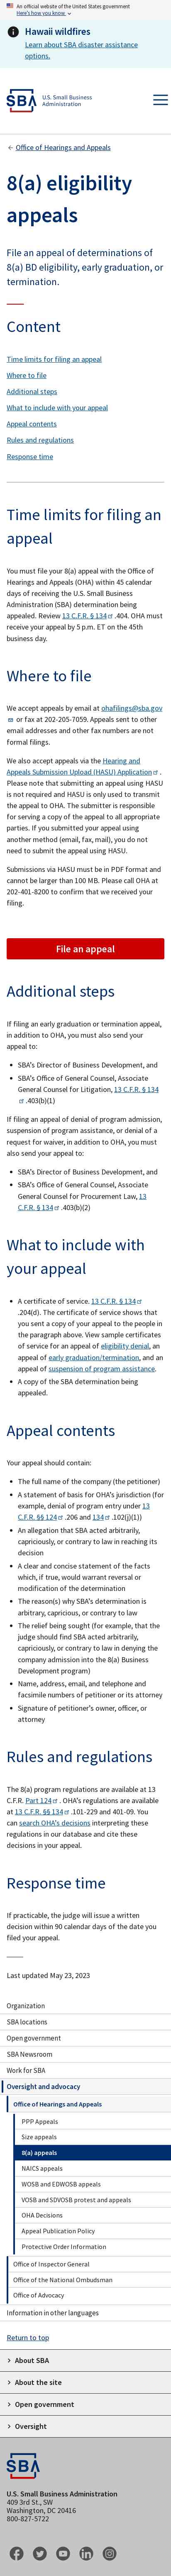 An official website of the United States government
Here's how you know
Hawaii wildfires
Learn about SBA disaster assistance
options.
SBA
U.S. Small Business
Administration
Office of Hearings and Appeals
8(a) eligibility
appeals
File an appeal of determinations of
8(a) BD eligibility, early graduation, or
termination.
Content
Time limits for filing an appeal
Where to file
Additional steps
What to include with your appeal
Appeal contents
Rules and regulations
Response time
Time limits for filing an
appeal
You must file your 8(a) appeal with the Office of
Hearings and Appeals (OHA) within 45 calendar
days of receiving the U.S. Small Business
Administration (SBA) determination being
appealed. Review 13 C.F.R. § 134 .404. OHA must
receive your appeal by 5 p.m. ET on the 45th
business day.
Where to file
We accept appeals by email at ohafilings@sba.gov
or fax at 202-205-7059. Appeals sent to other
email addresses and other fax numbers are not
formal filings.
We also accept appeals via the Hearing and
Appeals Submission Upload (HASU) Application .
Please note that submitting an appeal using HASU
is not required and HASU is only used to transmit
the appeal to OHA. The submitter is responsible
for serving a copy of the appeal to all necessary
parties. If you submitted your appeal using
another method (email, fax, mail), you do not
need to submit the appeal using HASU.
Submissions via HASU must be in PDF format and
cannot be larger than 100 MB. Please call OHA at
202-401-8200 to confirm that we received your
filing.
File an appeal
Additional steps
If filing an early graduation or termination appeal,
in addition to OHA, you must also send your
appeal to:
SBA's Director of Business Development, and
SBA's Office of General Counsel, Associate
General Counsel for Litigation, 13 C.F.R. § 134
.403(b)(1)
If filing an appeal of denial of program admission,
suspension of program assistance, or denial of a
request for waiver, in addition to OHA, you must
also send your appeal to:
SBA's Director of Business Development, and
SBA's Office of General Counsel, Associate
General Counsel for Procurement Law, 13
C.F.R. § 134 .403(b)(2)
What to include with
your appeal
A certificate of service. 13 C.F.R. § 134
.204(d). The certificate of service shows that
you sent a copy of the appeal to the people in
your paragraph above. View sample certificates
of service for an appeal of eligibility denial, an
appeal of early graduation/termination, and an
appeal of suspension of program assistance.
A copy of the SBA determination being
appealed.
Appeal contents
Your appeal should contain:
The full name of the company (the petitioner)
A statement of basis for OHA's jurisdiction (for
example, denial of program entry under 13
C.F.R. §§ 124 .206 and 134 .102(j)(1))
An allegation that SBA acted arbitrarily,
capriciously, or contrary to law in reaching its
decision
A clear and concise statement of the facts
which, if true, would warrant reversal or
modification of the determination
The reason(s) why SBA's determination is
arbitrary, capricious, or contrary to law
The relief being sought (for example, that the
judge should find SBA acted arbitrarily,
capriciously, or contrary to law in denying the
company admission into the 8(a) Business
Development program)
Name, address, email, and telephone and
facsimile numbers of petitioner or its attorney
Signature of petitioner's owner, officer, or
attorney
Rules and regulations
The 8(a) program regulations are available at 13
C.F.R. Part 124 . OHA's regulations are available
at 13 C.F.R. §§ 134 .101-229 and 401-09. You
can search OHA's decisions interpreting these
regulations in our database and cite these
decisions in your appeal.
Response time
If practicable, the judge will issue a written
decision within 90 calendar days of the date you
filed your appeal.
Last updated May 23, 2023
Organization
SBA locations
Open government
SBA Newsroom
Work for SBA
Oversight and advocacy
Office of Hearings and Appeals
PPP Appeals
Size appeals
8(a) appeals
NAICS appeals
WOSB and EDWOSB appeals
VOSB and SDVOSB protest and appeals
OHA Decisions
Appeal Publication Policy
Protective Order Information
Office of Inspector General
Office of the National Ombudsman
Office of Advocacy
Information in other languages
Return to top
About SBA
About the site
Open government
Oversight
SBA
U.S. Small Business Administration
409 3rd St., SW
Washington, DC 20416
800-827-5722